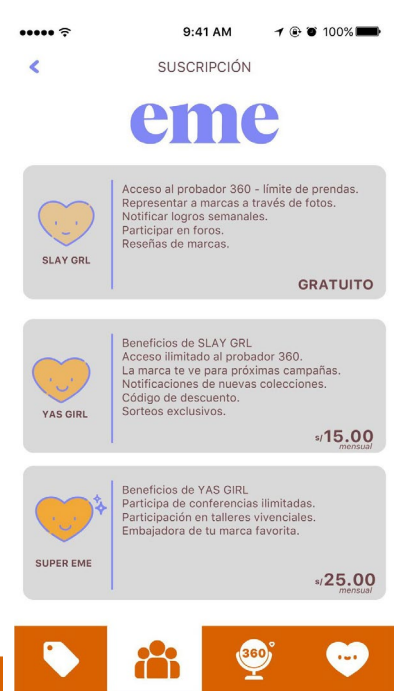 9:41 AM
100%
SUSCRIPCIÓN
eme
Acceso al probador 360 - límite de prendas.
Representar a marcas a través de fotos.
Notificar logros semanales.
Participar en foros.
Reseñas de marcas.
SLAY GRL
GRATUITO
Beneficios de SLAY GRL
Acceso ilimitado al probador 360.
La marca te ve para próximas campañas.
Notificaciones de nuevas colecciones.
Código de descuento.
Sorteos exclusivos.
YAS GIRL
s/15.00
mensual
Beneficios de YAS GIRL
Participa de conferencias ilimitadas.
Participación en talleres vivenciales.
Embajadora de tu marca favorita.
SUPER EME
s/25.00
mensual
360°